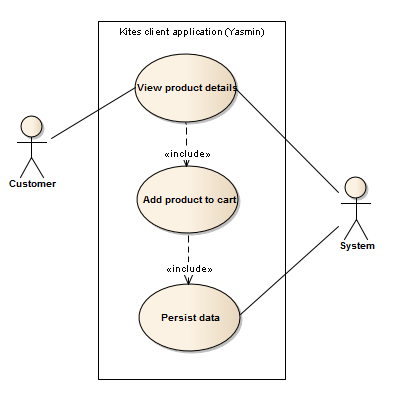 Kites client application (Yasmin)
View product details
«include»
Customer
Add product to cart
System
«include»
Persist data